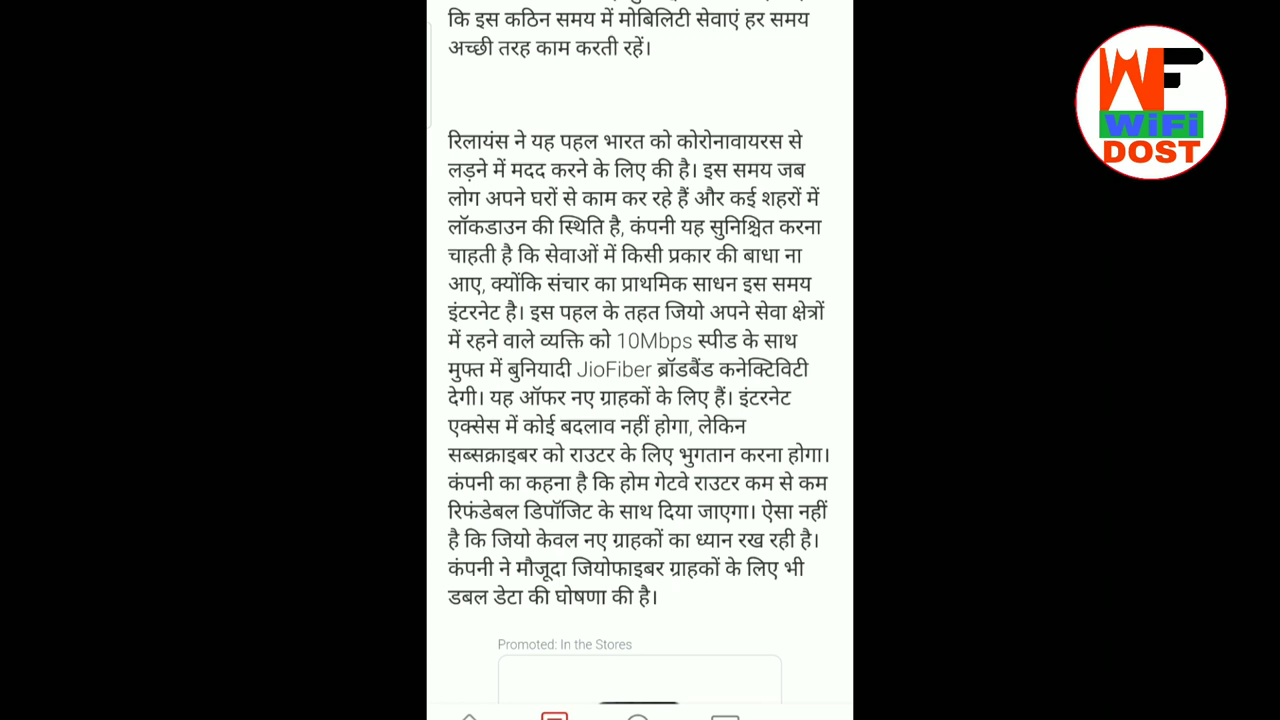 कि इस कठिन समय में मोबिलिटी सेवाएं हर समय
अच्छी तरह काम करती रहें।
रिलायंस ने यह पहल भारत को कोरोनावायरस से
लड़ने में मदद करने के लिए की है। इस समय जब
लोग अपने घरों से काम कर रहे हैं और कई शहरों में
लॉकडाउन की स्थिति है, कंपनी यह सुनिश्चित करना
चाहती है कि सेवाओं में किसी प्रकार की बाधा ना
आए, क्योंकि संचार का प्राथमिक साधन इस समय
इंटरनेट है। इस पहल के तहत जियो अपने सेवा क्षेत्रों
में रहने वाले व्यक्ति को 10Mbps स्पीड के साथ
मुफ्त में बुनियादी JioFiber ब्रॉडबैंड कनेक्टिविटी
देगी। यह ऑफर नए ग्राहकों के लिए हैं। इंटरनेट
एक्सेस में कोई बदलाव नहीं होगा, लेकिन
सब्सक्राइबर को राउटर के लिए भुगतान करना होगा।
कंपनी का कहना है कि होम गेटवे राउटर कम से कम
रिफंडेबल डिपॉजिट के साथ दिया जाएगा। ऐसा नहीं
है कि जियो केवल नए ग्राहकों का ध्यान रख रही है।
कंपनी ने मौजूदा जियोफाइबर ग्राहकों के लिए भी
डबल डेटा की घोषणा की है।
Promoted: In the Stores
WF
WiFi
DOST